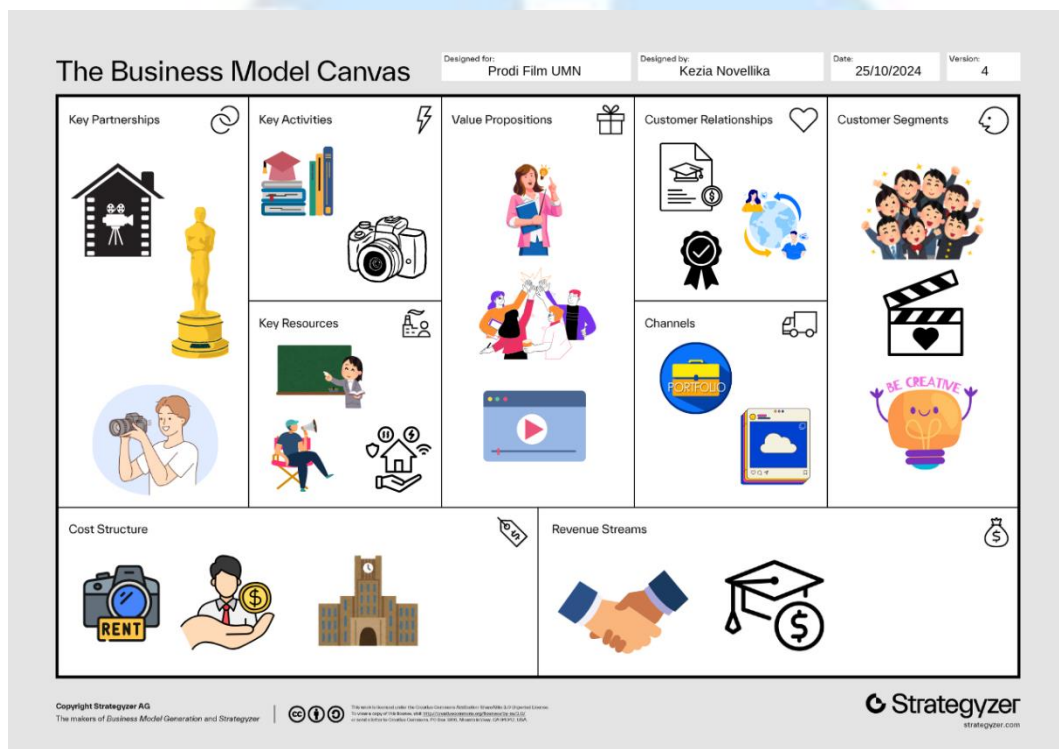 The Business Model Canvas
Designed for:
Prodi Film UMN
Designed by:
Kezia Novellika
Date:
25/10/2024
Version:
4
Key Partnerships
Key Activities
Value Propositions
Customer Relationships
Customer Segments
Key Resources
Channels
PORTFOLIO
BE CREATIVE
Cost Structure
RENT
Revenue Streams
Copyright Strategyzer AG
The makers of Business Model Generation and Strategyzer
Strategyzer
strategyzer.com